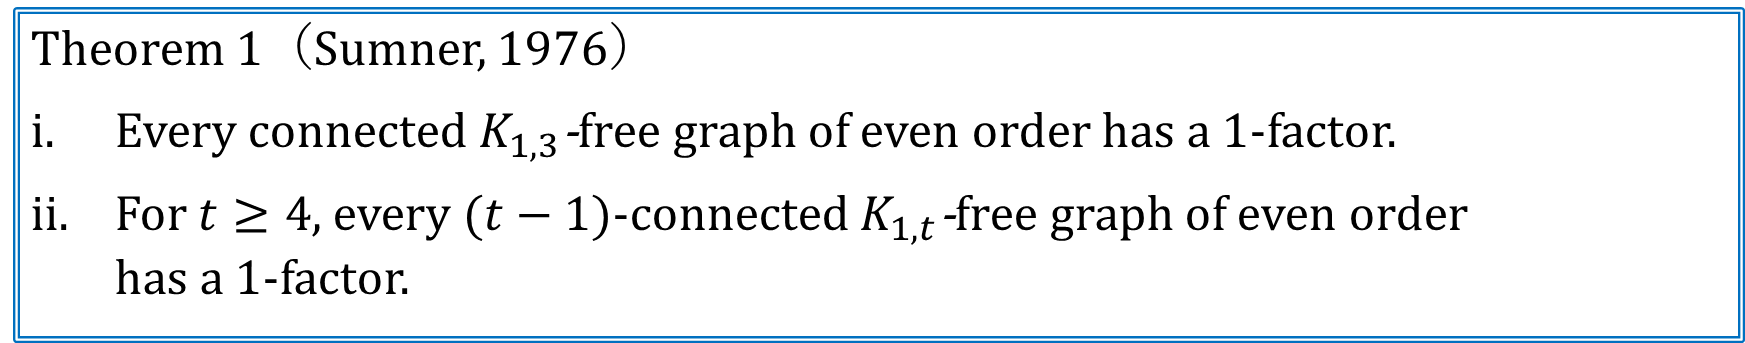 Theorem 1（Sumner, 1976）
i. Every connected K₁,₃-free graph of even order has a 1-factor.
ii. For t ≥ 4, every (t − 1)-connected K₁,ₜ-free graph of even order
has a 1-factor.